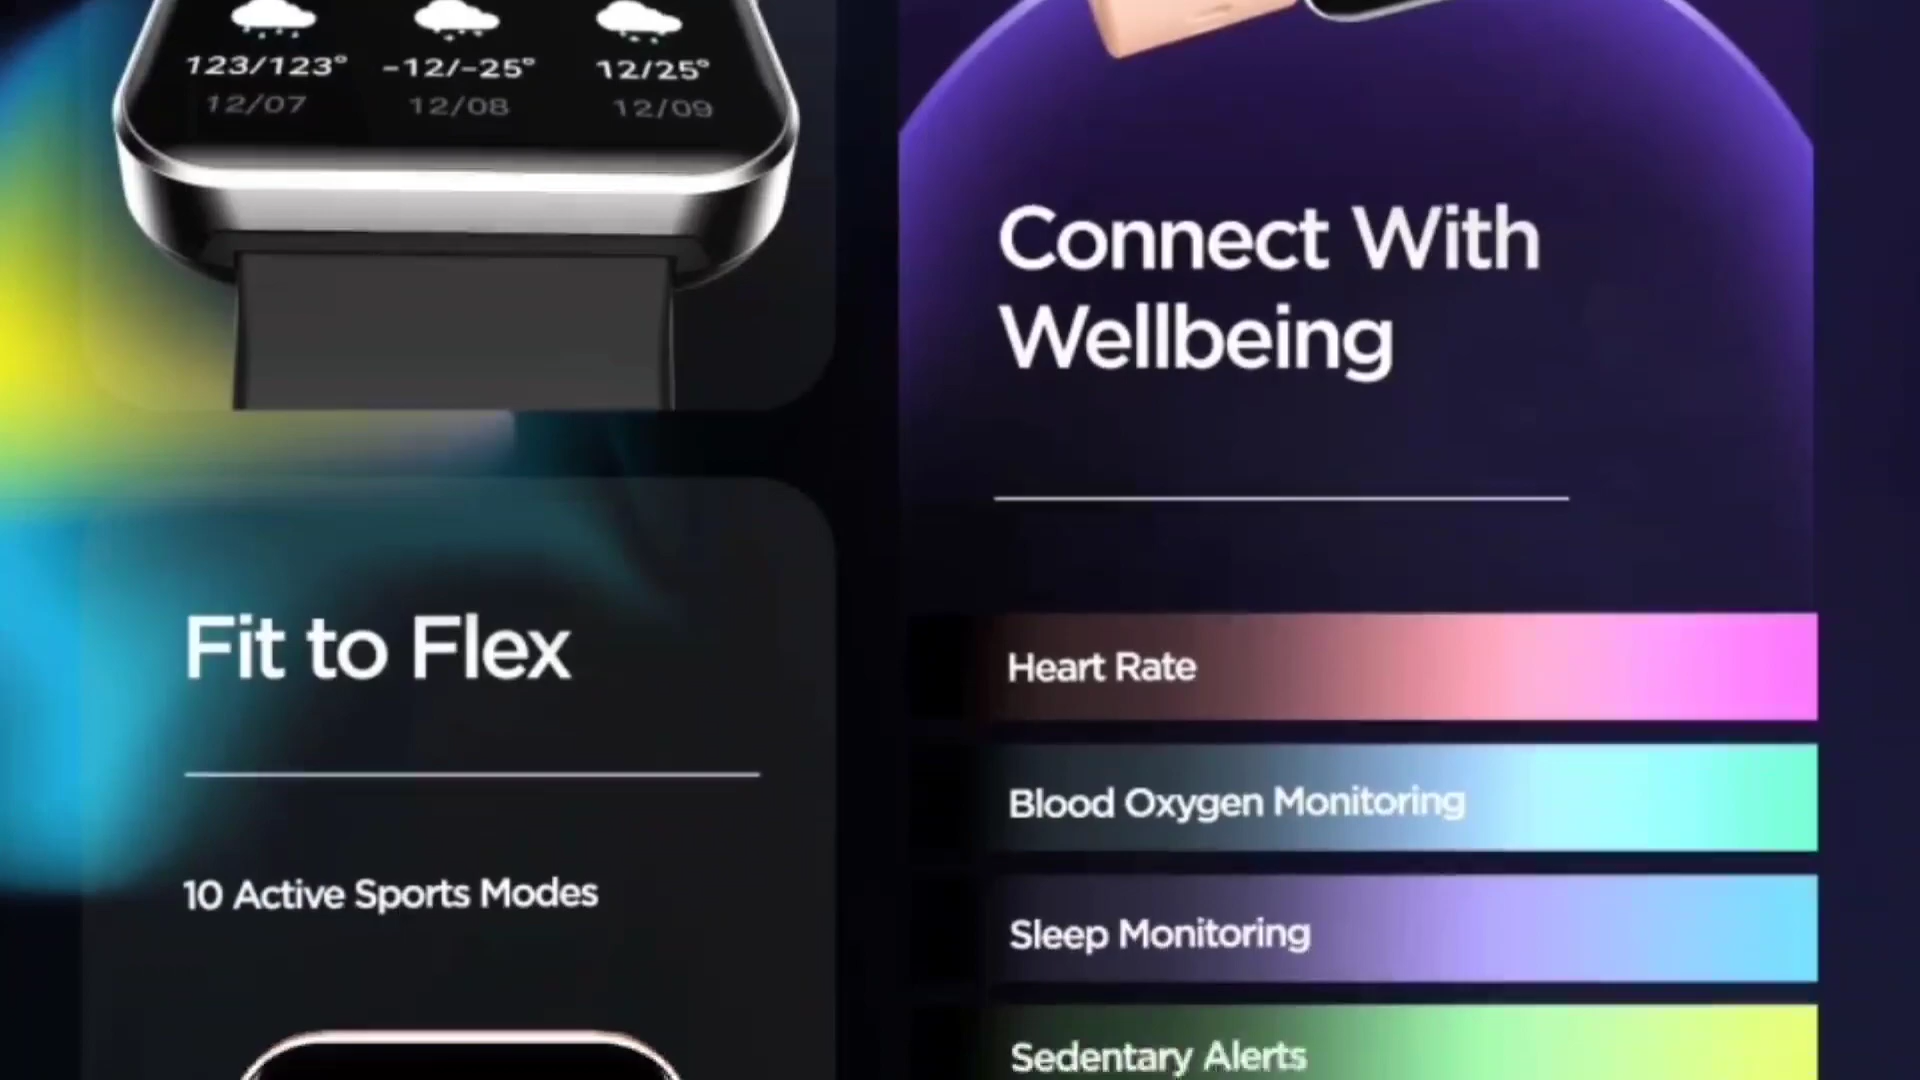 123/123° -12/-25° 12/25°
12/07 12/08 12/09
Fit to Flex
10 Active Sports Modes
Connect With
Wellbeing
Heart Rate
Blood Oxygen Monitoring
Sleep Monitoring
Sedentary Alerts